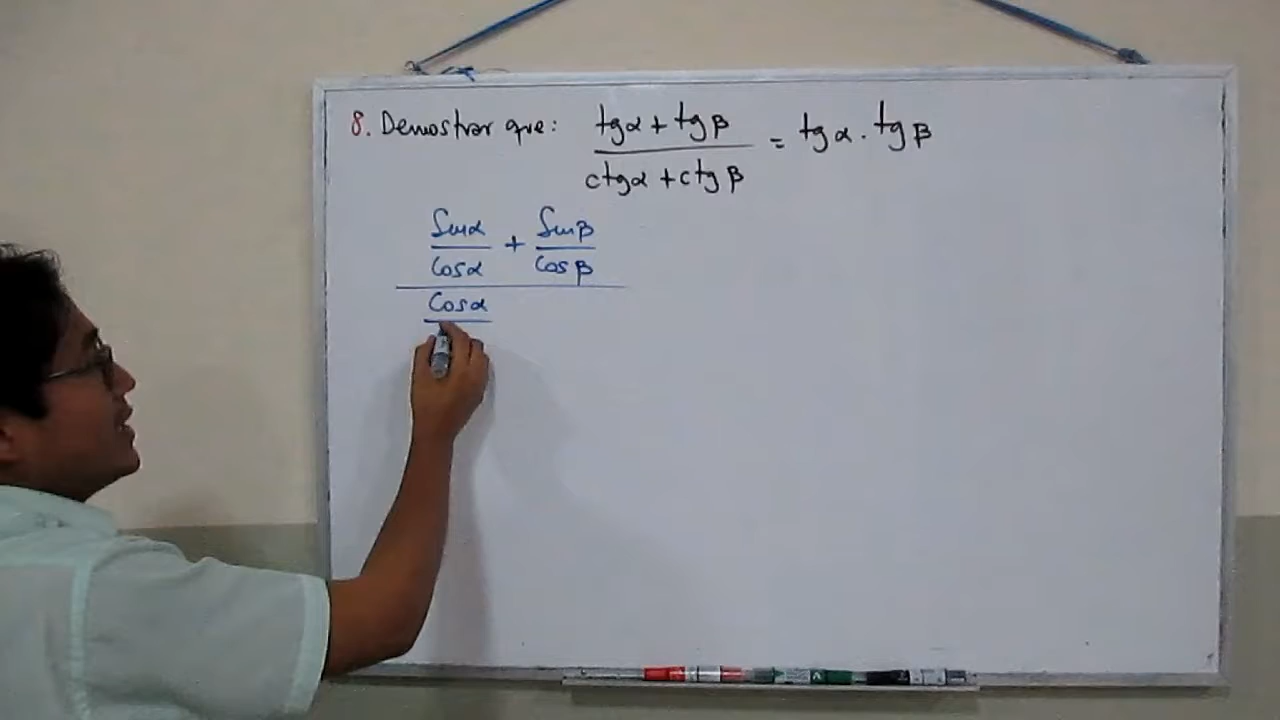 8. Demostrar que: tgα + tgβ / ctgα + ctgβ = tgα . tgβ
Senα / Cosα + Senβ / Cosβ
Cosα